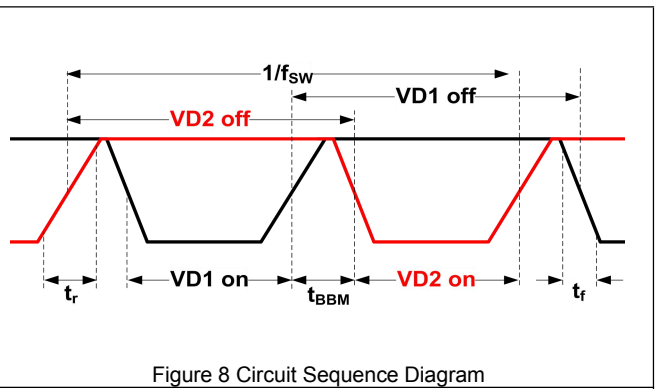 1/fSW
VD1 off
VD2 off
VD1 on
VD2 on
tr
tBBM
tf
Figure 8 Circuit Sequence Diagram